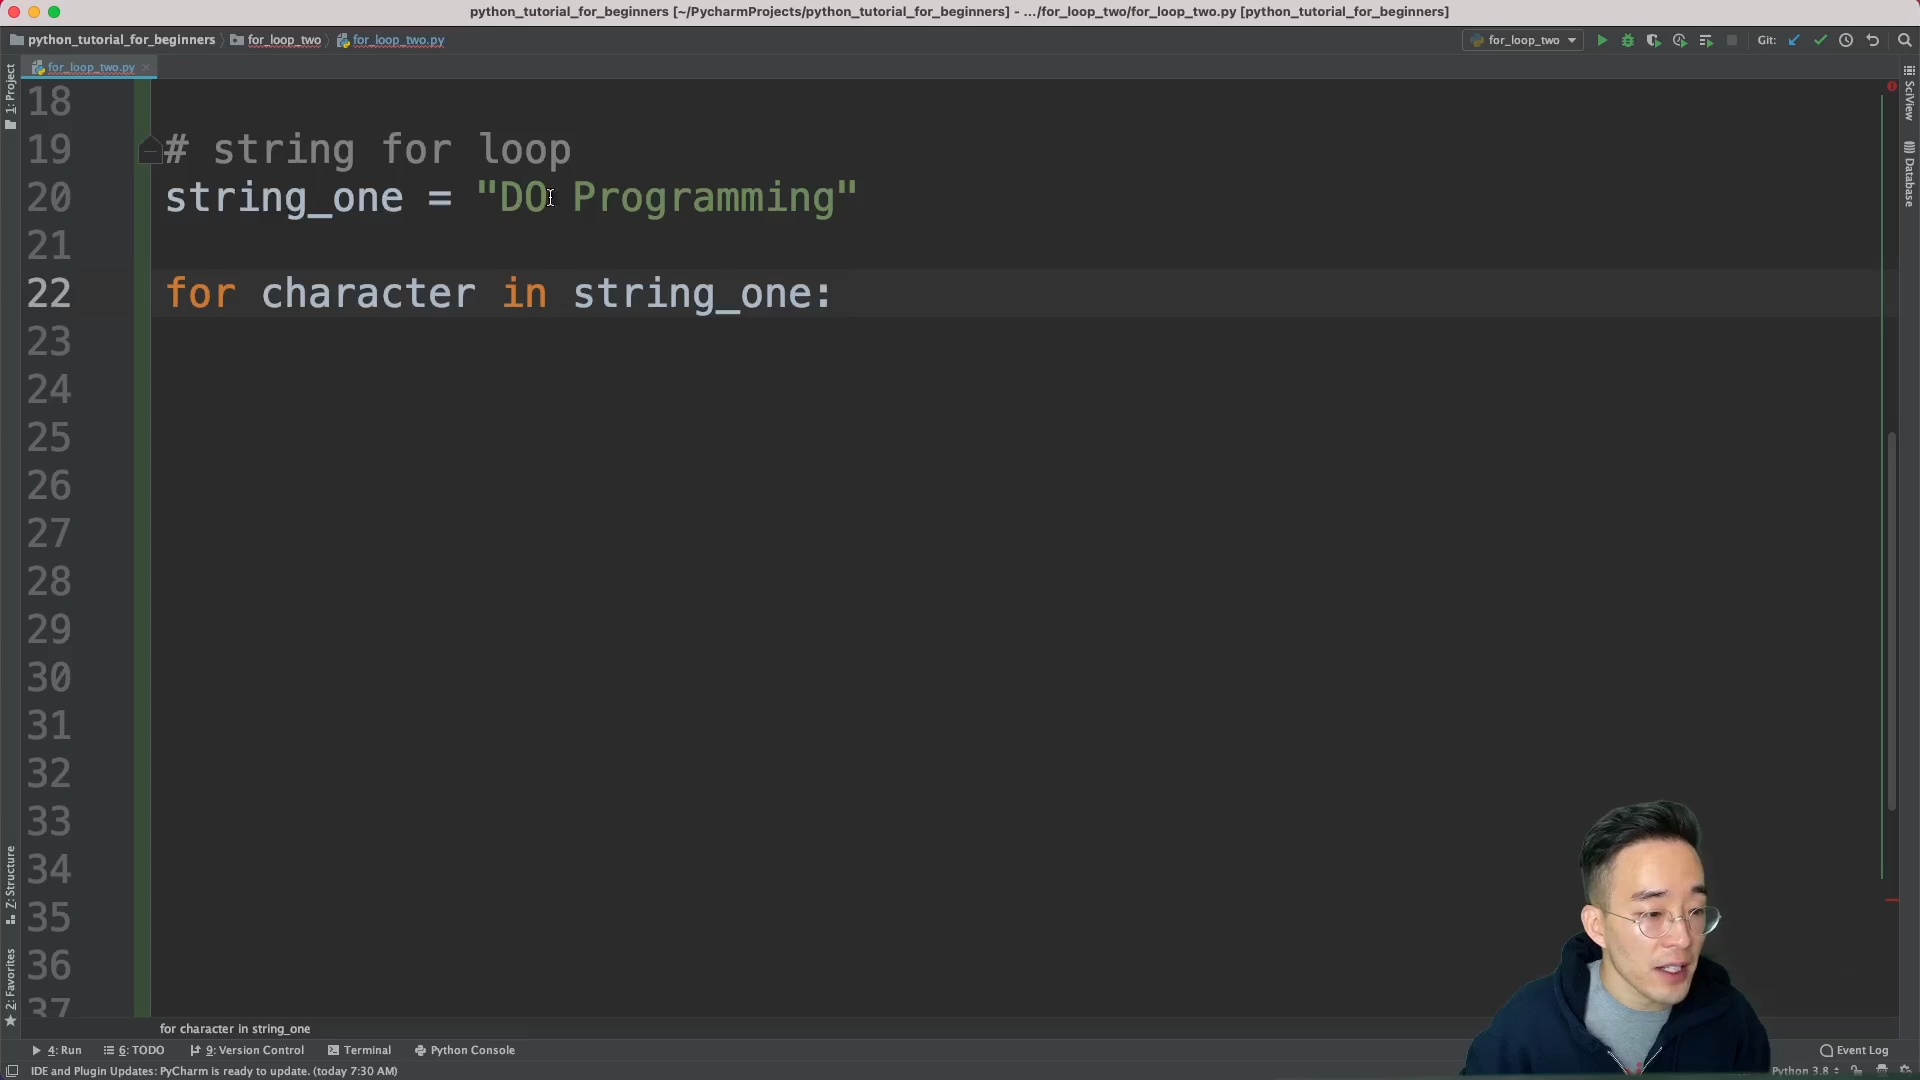 python_tutorial_for_beginners [~/PycharmProjects/python_tutorial_for_beginners] - .../for_loop_two/for_loop_two.py [python_tutorial_for_beginners]
python_tutorial_for_beginners for_loop_two for_loop_two.py for_loop_two Git:
for_loop_two.py
1: Project
SciView
Database
18
19 # string for loop
20 string_one = "DO Programming"
21
22 for character in string_one:
23
24
25
26
27
28
29
30
31
32
33
34
35
36
37
Z: Structure
2: Favorites
for character in string_one
4: Run 6: TODO 9: Version Control Terminal Python Console Event Log
IDE and Plugin Updates: PyCharm is ready to update. (today 7:30 AM) Python 3.8